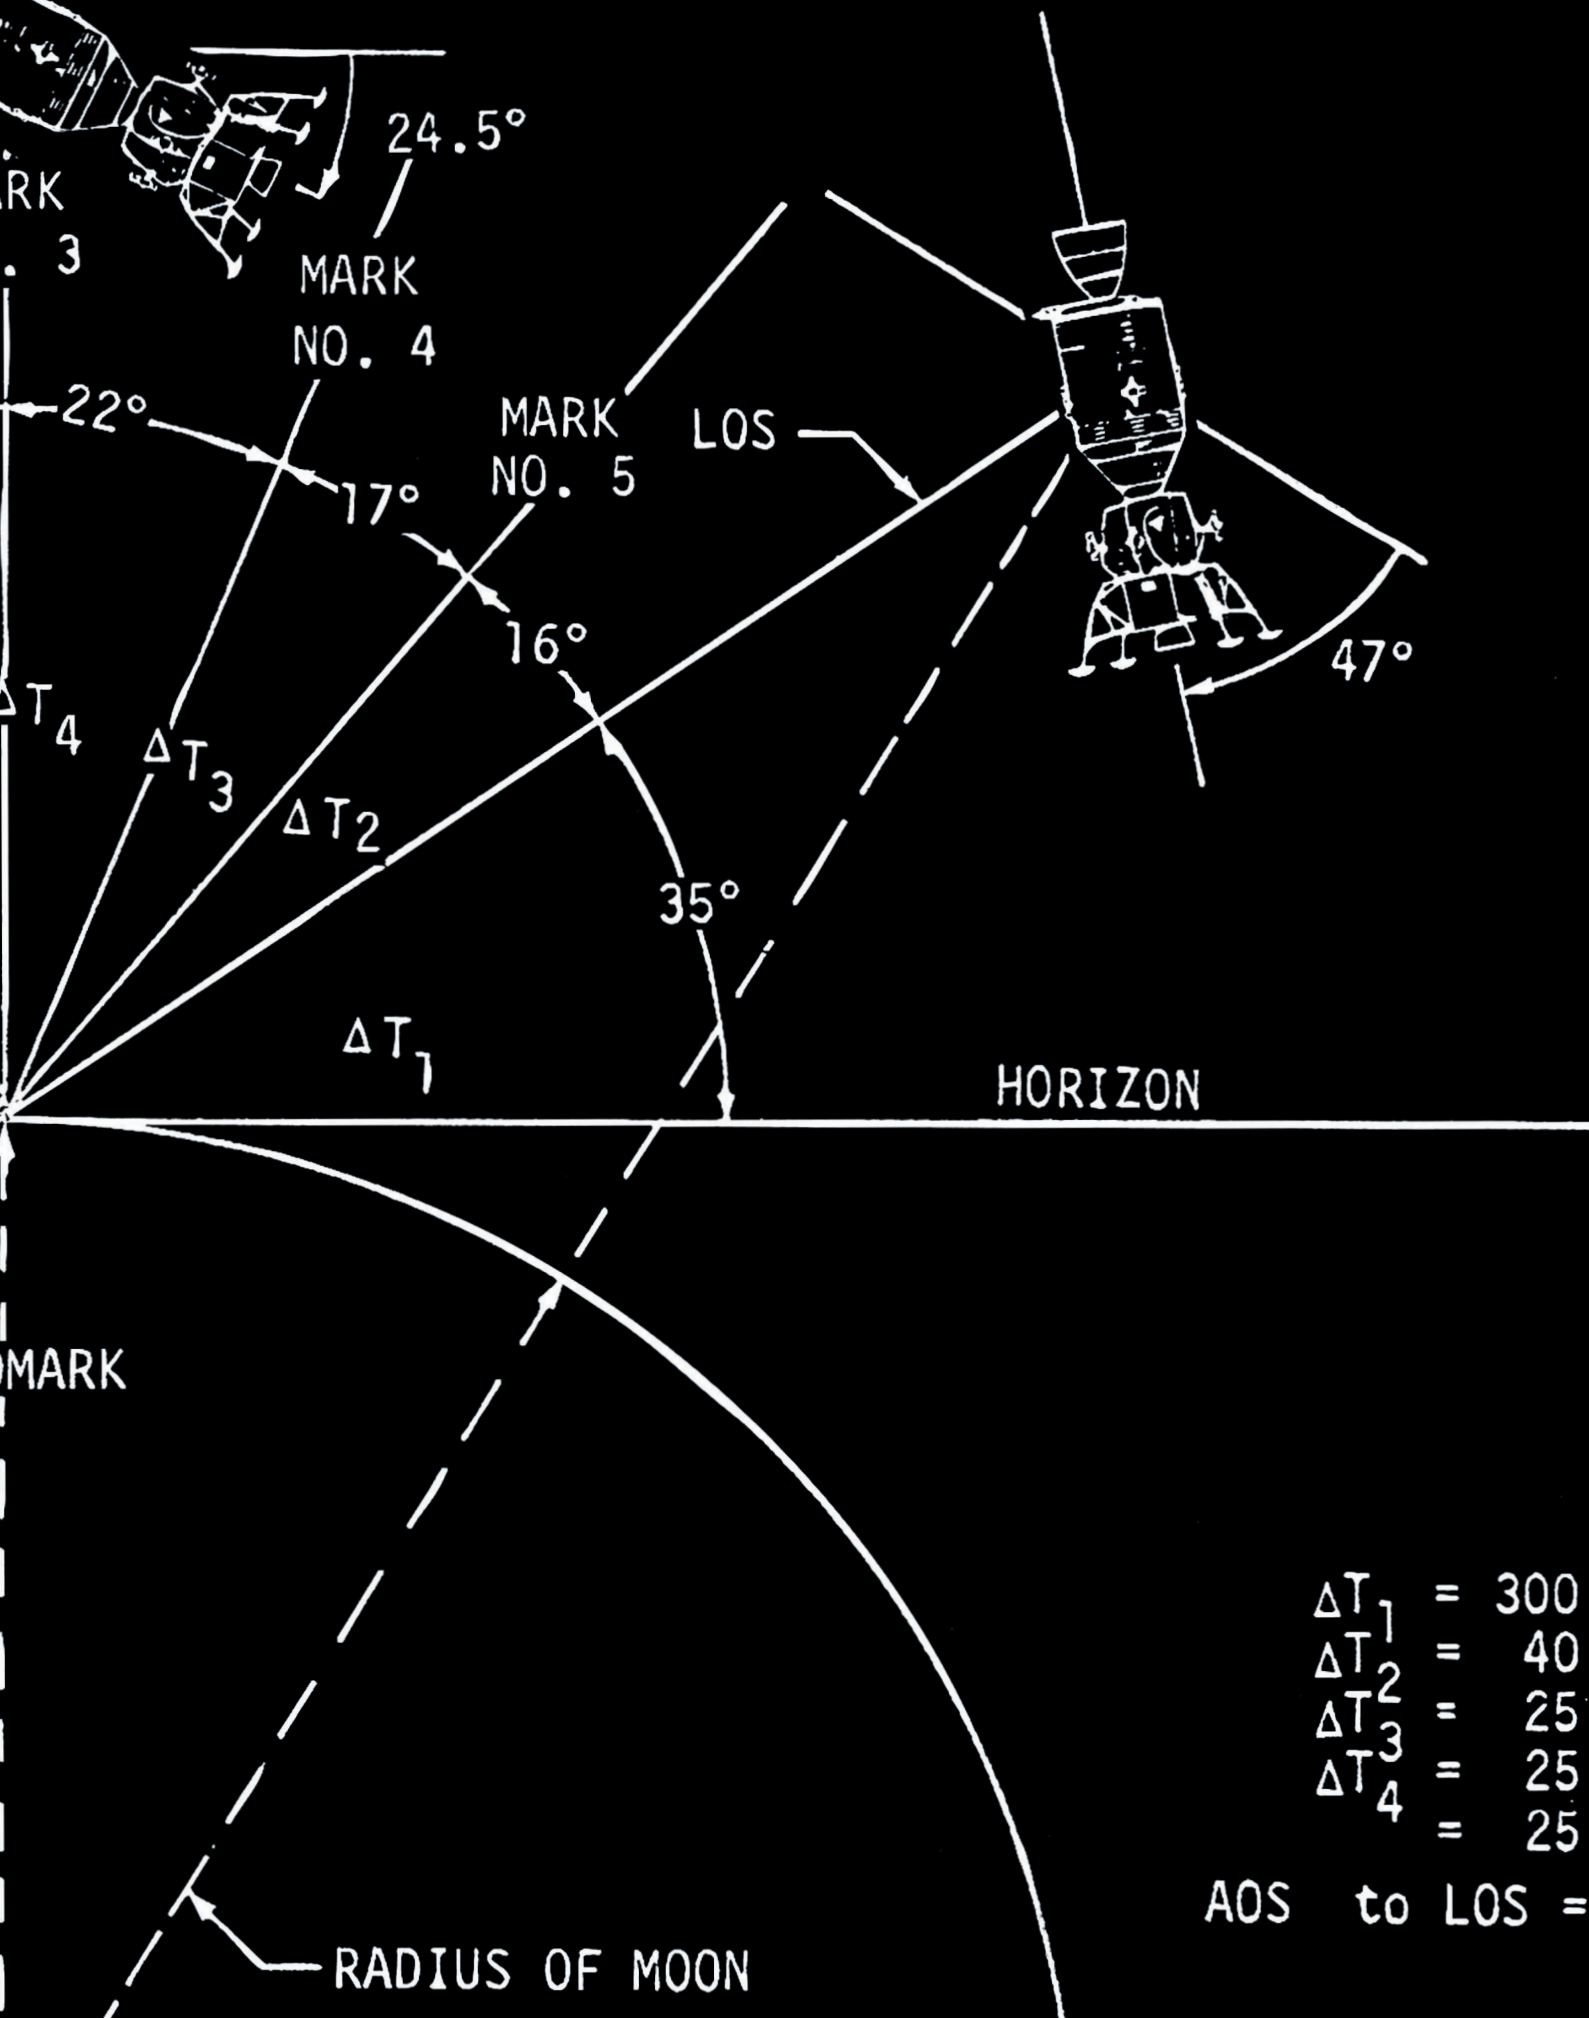 24.5°
RK
. 3
MARK
NO. 4
22°
MARK
NO. 5
LOS
17°
16°
47°
ΔT4
ΔT3
ΔT2
35°
ΔT1
HORIZON
MARK
ΔT1 = 300
ΔT2 = 40
ΔT3 = 25
ΔT4 = 25
= 25
AOS to LOS =
RADIUS OF MOON